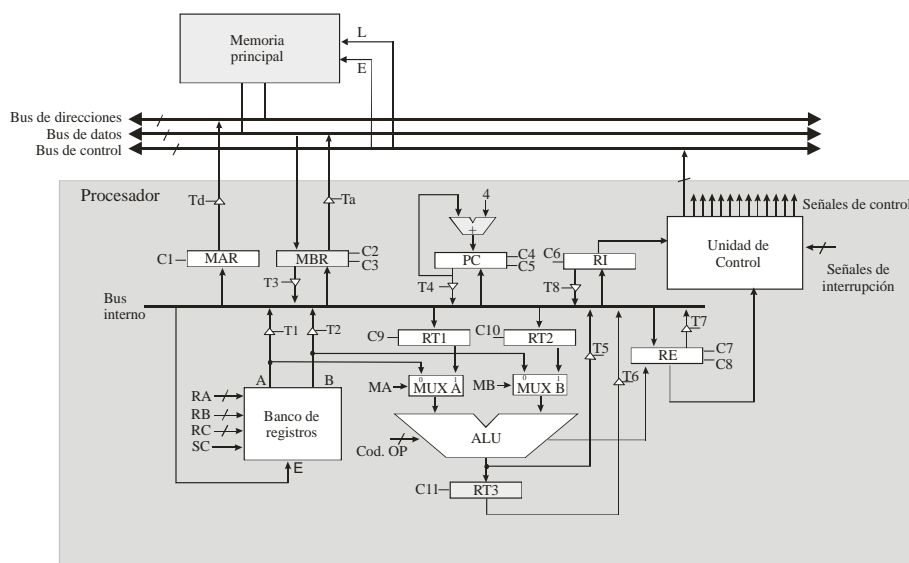 Memoria
principal
L
E
Bus de direcciones
Bus de datos
Bus de control
Procesador
Td
Ta
4
+
Señales de control
C1
MAR
MBR
C2
C3
PC
C4
C5
C6
RI
Unidad de
Control
Señales de
interrupción
T3
T4
T8
Bus
interno
T1
T2
C9
RT1
C10
RT2
T5
T7
RE
C7
C8
T6
A
B
MA
0
1
MUX A
MB
0
1
MUX B
RA
RB
RC
SC
Banco de
registros
E
Cod. OP
ALU
C11
RT3